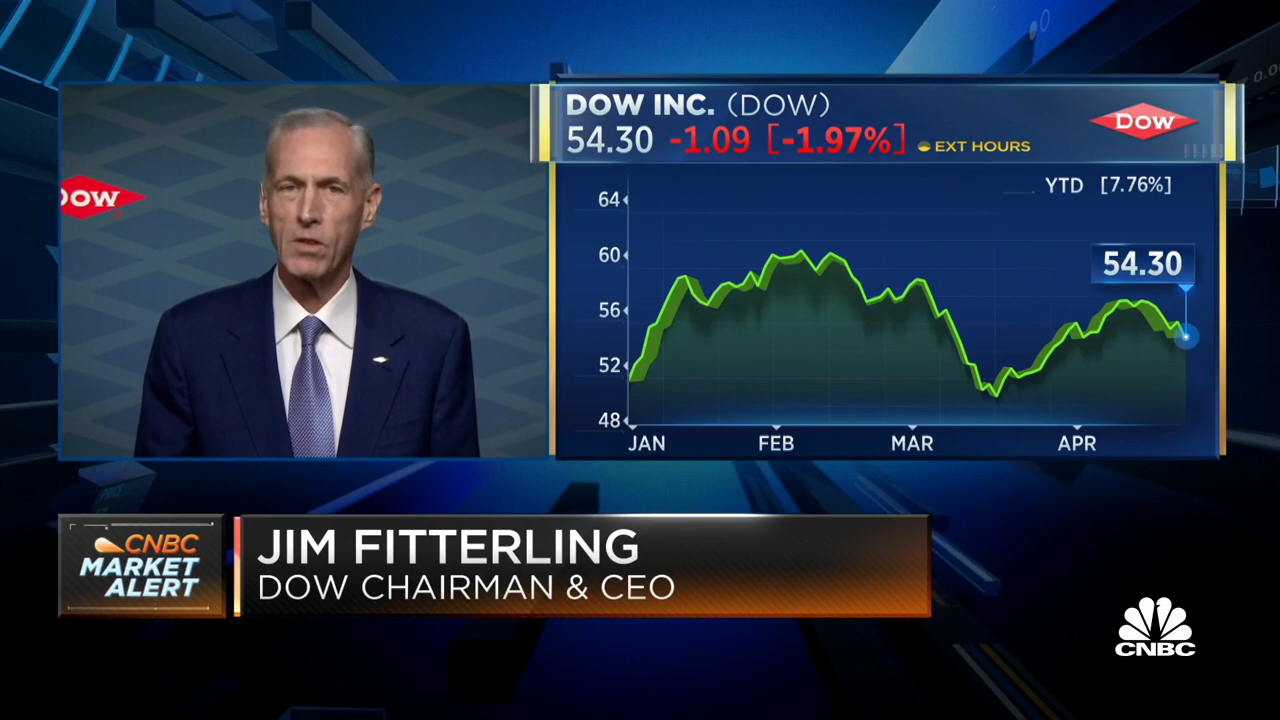 DOW
DOW INC. (DOW)
54.30 -1.09 [-1.97%] EXT HOURS
Dow
YTD [7.76%]
64
60
56
52
48
54.30
JAN FEB MAR APR
CNBC
MARKET
ALERT
JIM FITTERLING
DOW CHAIRMAN & CEO
CNBC